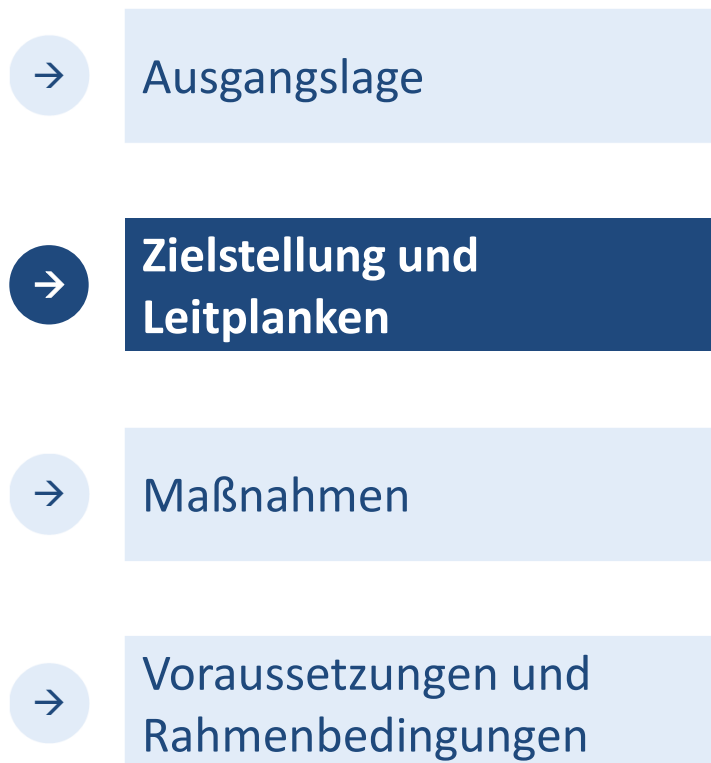 Ausgangslage
Zielstellung und
Leitplanken
Maßnahmen
Voraussetzungen und
Rahmenbedingungen